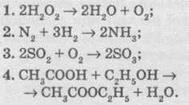 1. 2H₂O₂ → 2H₂O + O₂;
2. N₂ + 3H₂ → 2NH₃;
3. 2SO₂ + O₂ → 2SO₃;
4. CH₃COOH + C₂H₅OH →
→ CH₃COOC₂H₅ + H₂O.